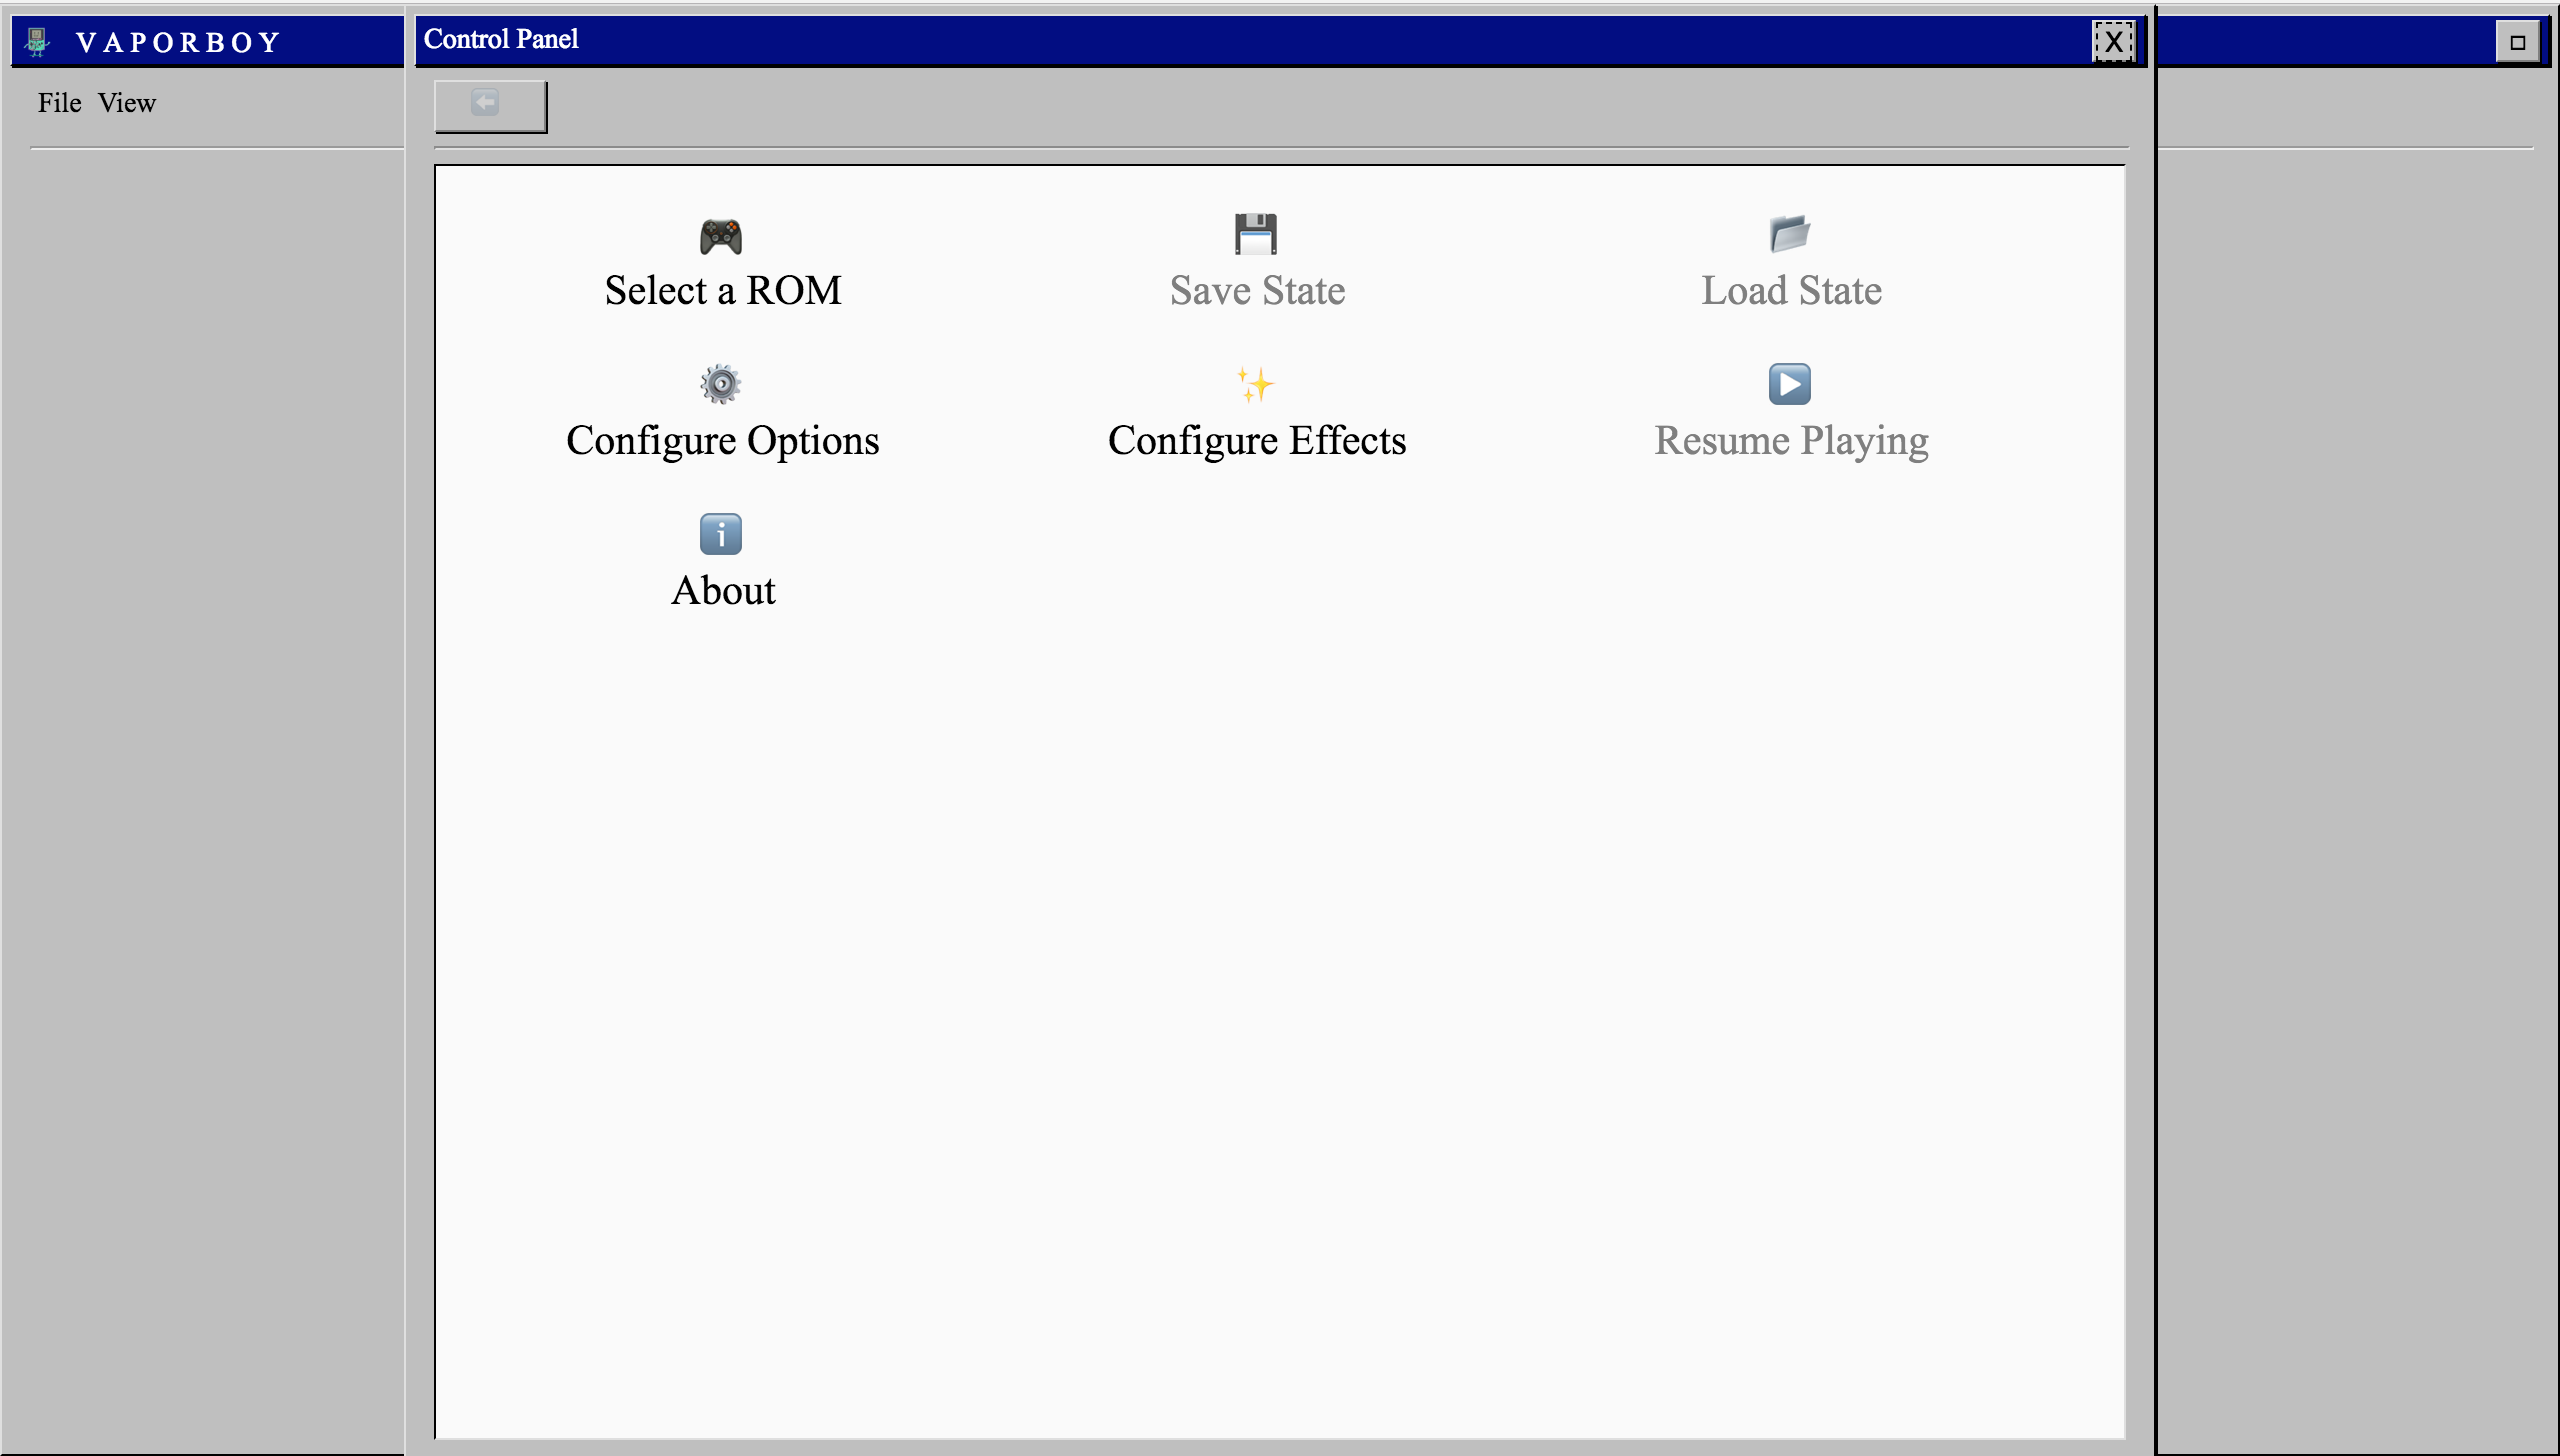 VAPORBOY
Control Panel
X
File View
Select a ROM
Save State
Load State
Configure Options
Configure Effects
Resume Playing
i
About